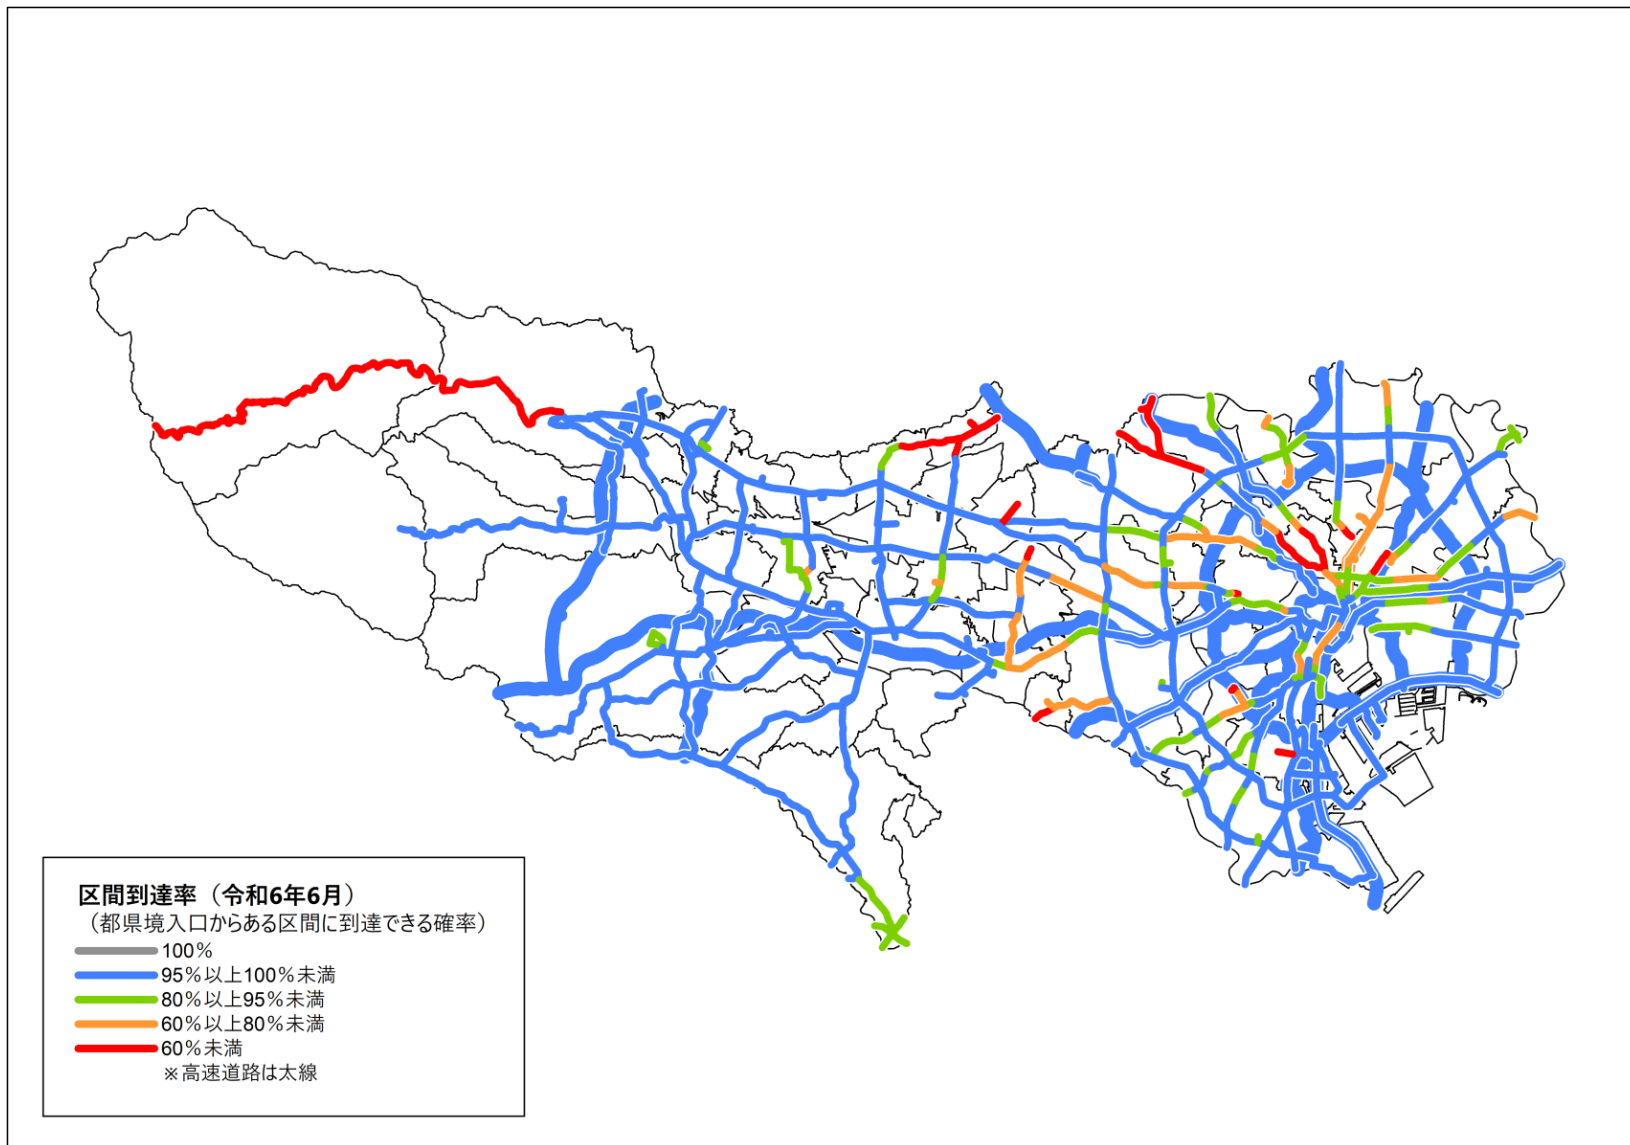 区間到達率（令和6年6月）
（都県境入口からある区間に到達できる確率）
100%
95%以上100%未満
80%以上95%未満
60%以上80%未満
60%未満
※高速道路は太線